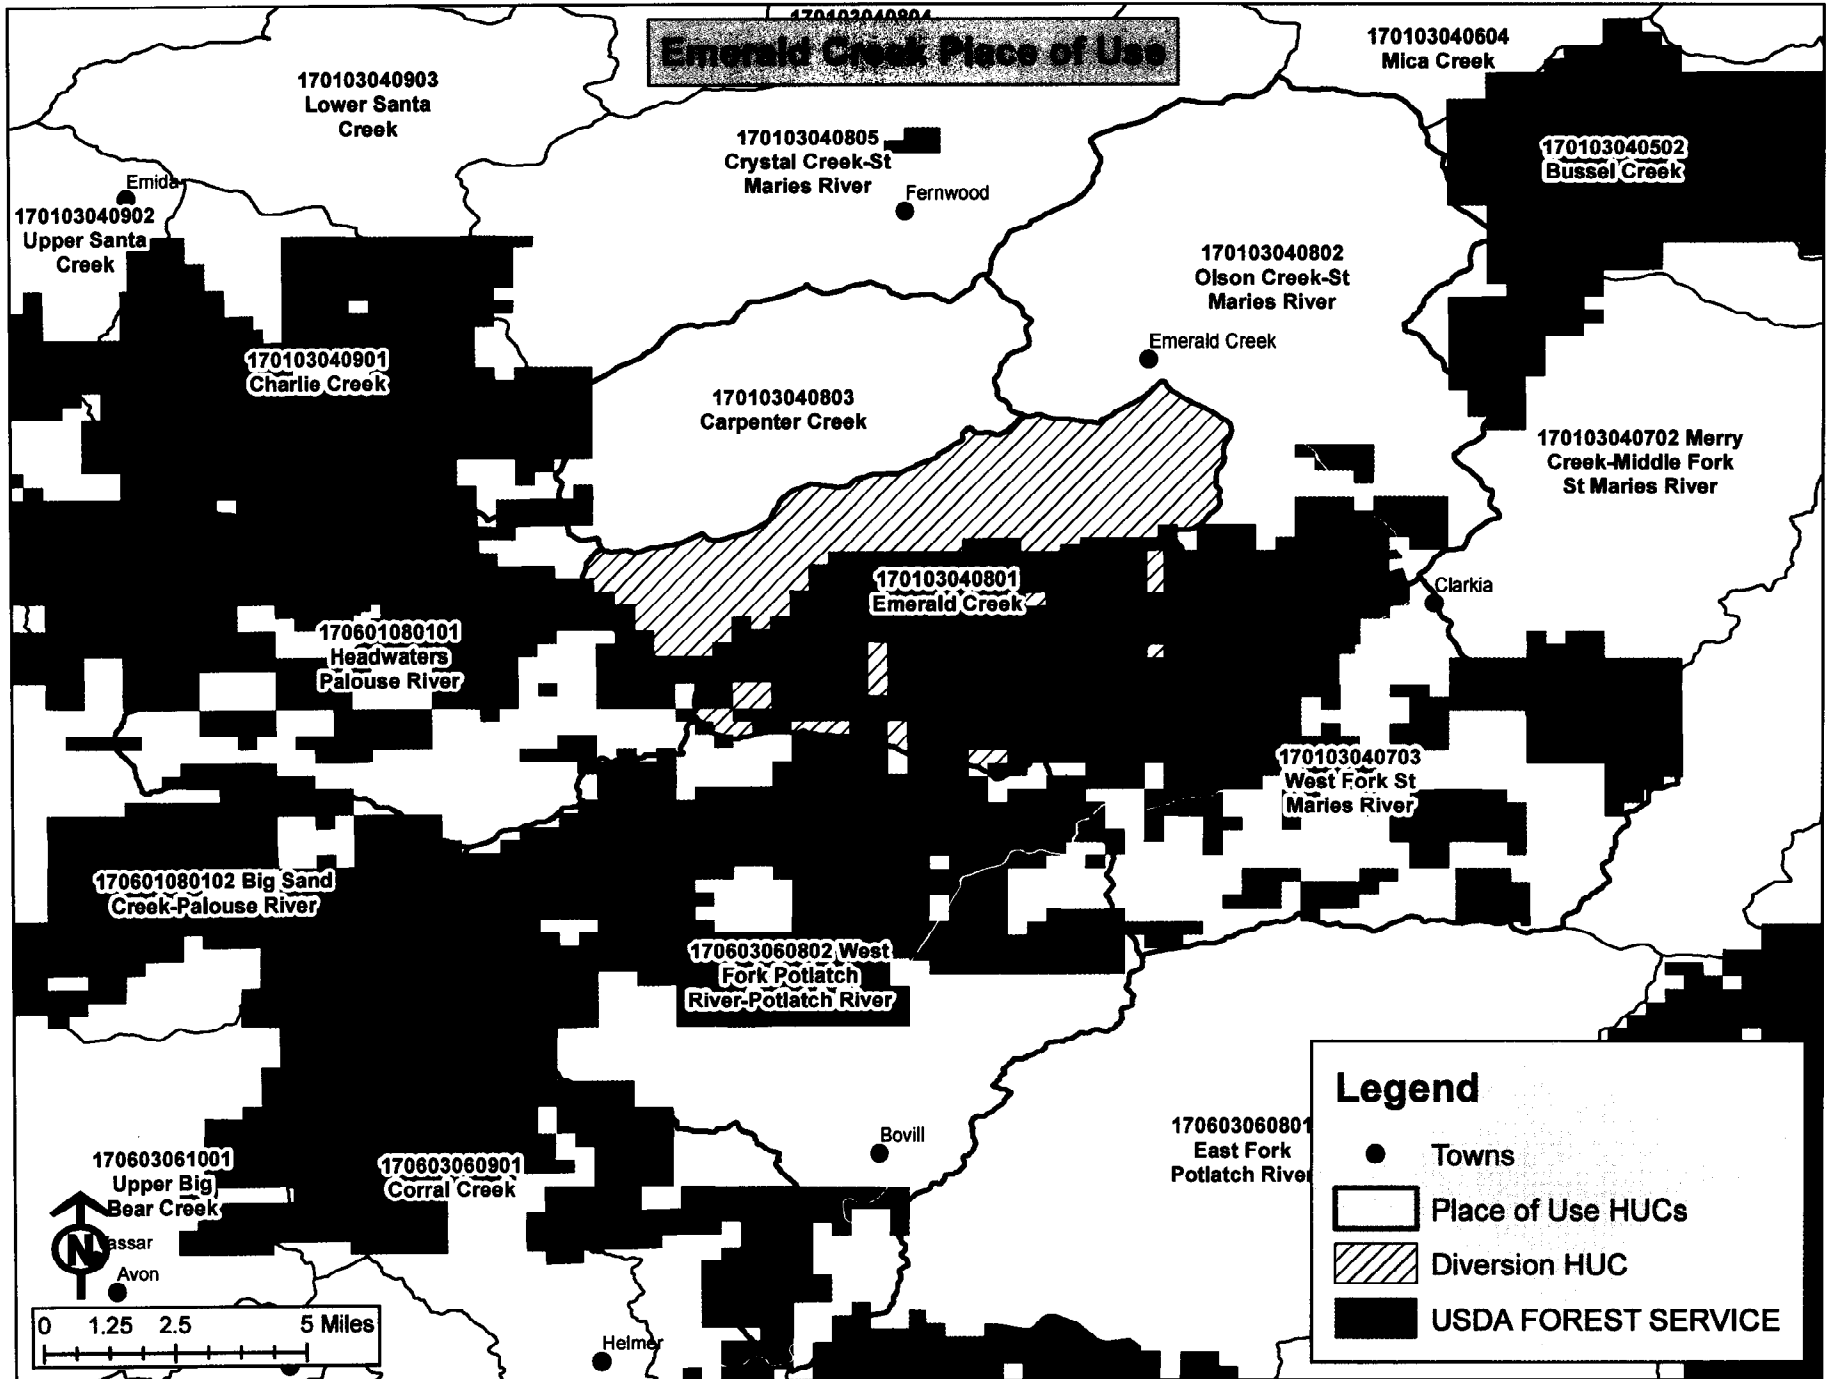 170103040804
Emerald Creek Place of Use
170103040604
Mica Creek
170103040903
Lower Santa
Creek
170103040805
Crystal Creek-St
Maries River
170103040502
Bussel Creek
Emida
Fernwood
170103040902
Upper Santa
Creek
170103040802
Olson Creek-St
Maries River
Emerald Creek
170103040901
Charlie Creek
170103040803
Carpenter Creek
170103040702 Merry
Creek-Middle Fork
St Maries River
170103040801
Emerald Creek
Clarkia
170601080101
Headwaters
Palouse River
170103040703
West Fork St
Maries River
170601080102 Big Sand
Creek-Palouse River
170603060802 West
Fork Potlatch
River-Potlatch River
Bovill
170603060801
East Fork
Potlatch River
170603061001
Upper Big
Bear Creek
170603060901
Corral Creek
N
assar
Avon
Helmer
0 1.25 2.5 5 Miles
Legend
Towns
Place of Use HUCs
Diversion HUC
USDA FOREST SERVICE